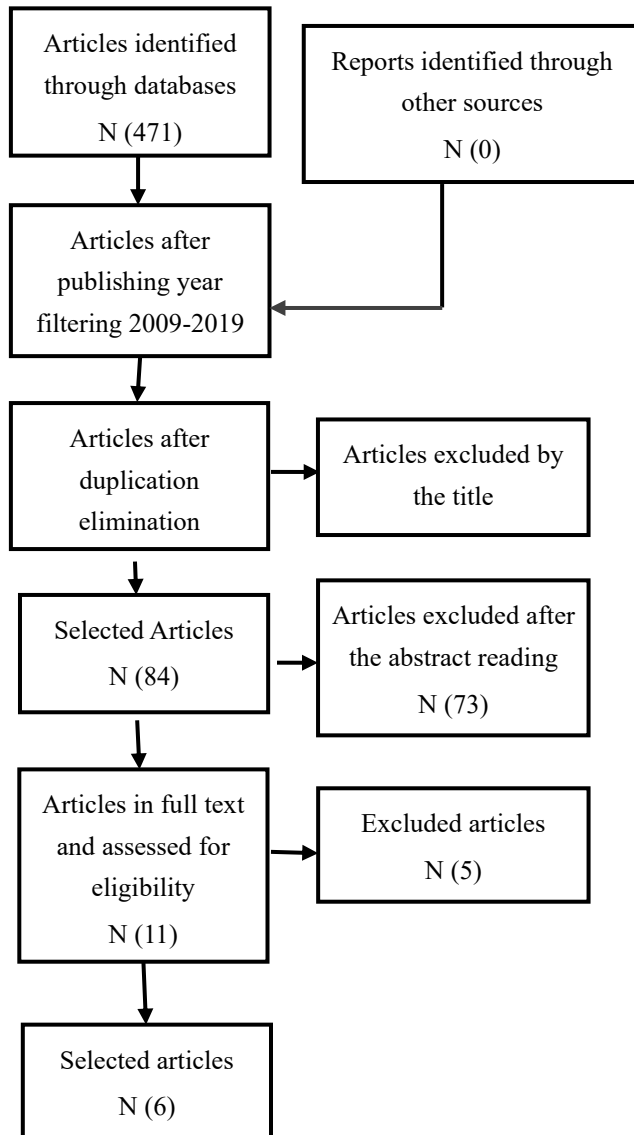 Articles identified
through databases
N (471)
Reports identified through
other sources
N (0)
Articles after
publishing year
filtering 2009-2019
Articles after
duplication
elimination
Articles excluded by
the title
Selected Articles
N (84)
Articles excluded after
the abstract reading
N (73)
Articles in full text
and assessed for
eligibility
N (11)
Excluded articles
N (5)
Selected articles
N (6)